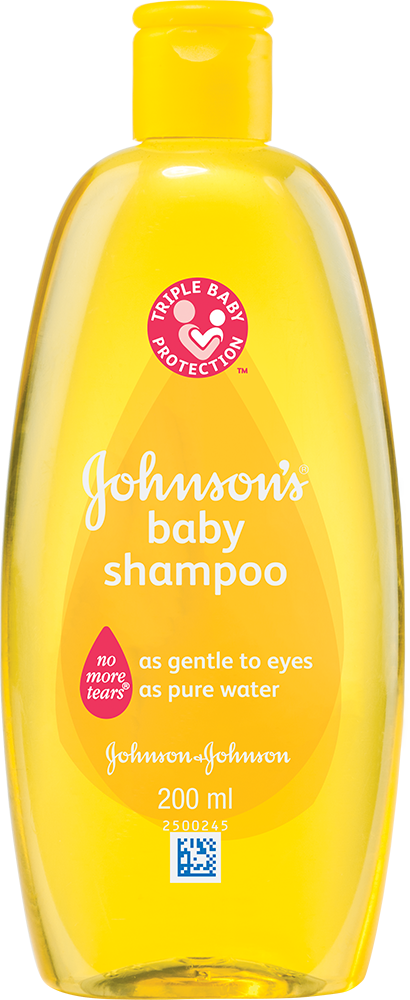 TRIPLE BABY
PROTECTION
™
Johnson's®
baby
shampoo
no
more
tears®
as gentle to eyes
as pure water
Johnson & Johnson
200 ml
2500245